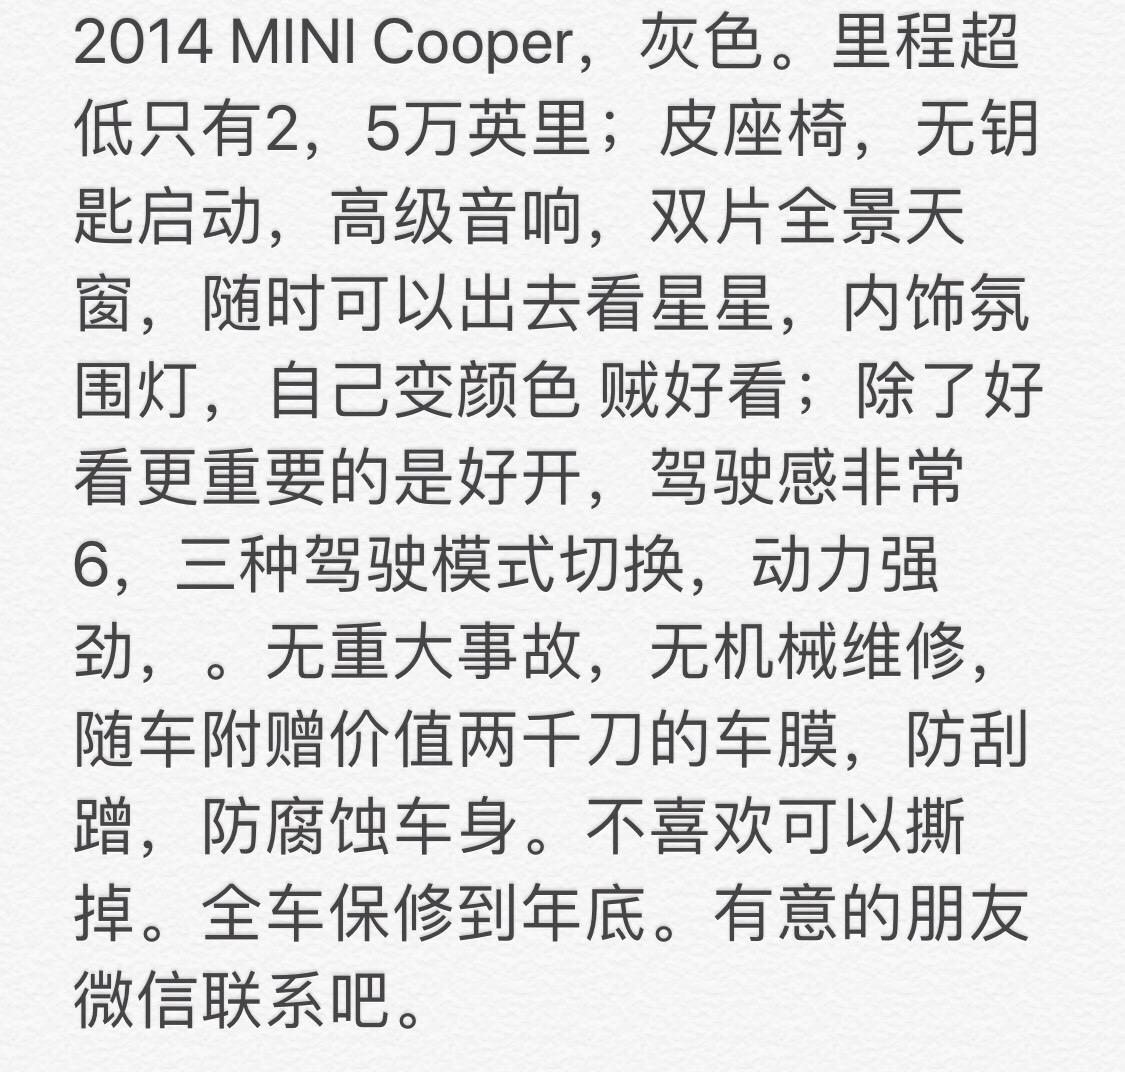 2014 MINI Cooper，灰色。里程超
低只有2，5万英里；皮座椅，无钥
匙启动，高级音响，双片全景天
窗，随时可以出去看星星，内饰氛
围灯，自己变颜色 贼好看；除了好
看更重要的是好开，驾驶感非常
6，三种驾驶模式切换，动力强
劲，。无重大事故，无机械维修，
随车附赠价值两千刀的车膜，防刮
蹭，防腐蚀车身。不喜欢可以撕
掉。全车保修到年底。有意的朋友
微信联系吧。